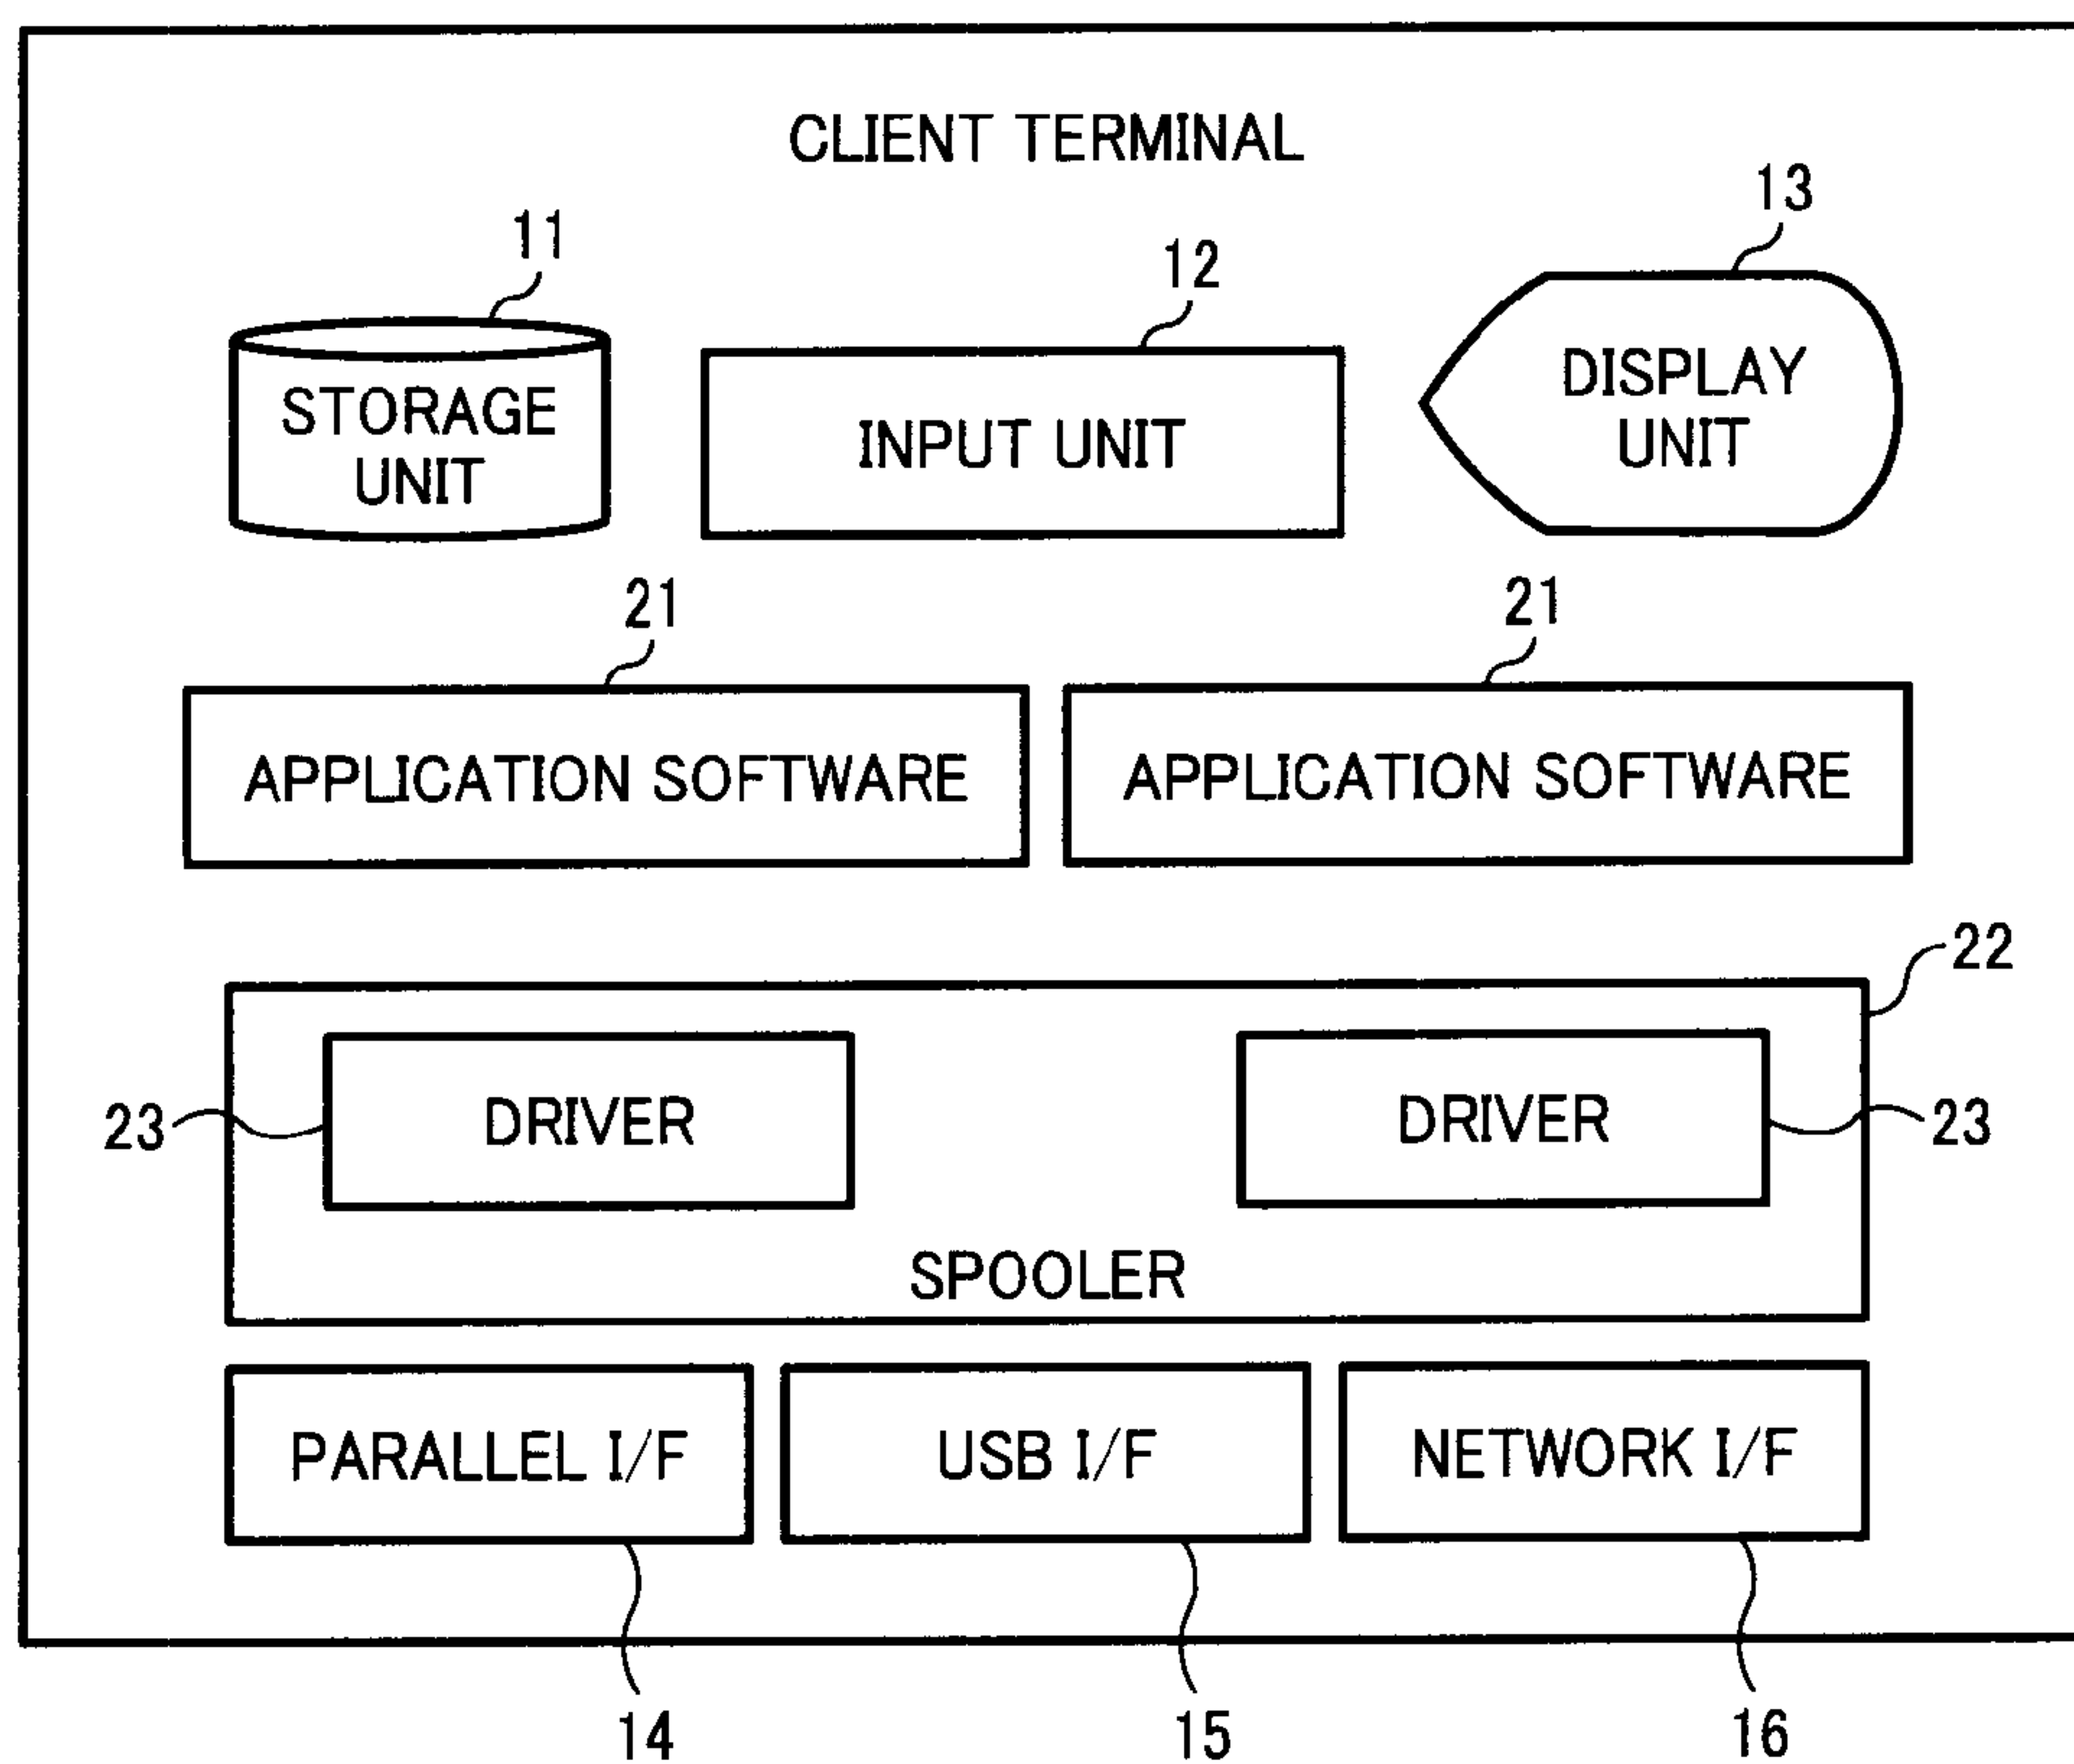 CLIENT TERMINAL
11
12
13
STORAGE
UNIT
INPUT UNIT
DISPLAY
UNIT
21
21
APPLICATION SOFTWARE
APPLICATION SOFTWARE
22
23
DRIVER
DRIVER
23
SPOOLER
PARALLEL I/F
USB I/F
NETWORK I/F
14
15
16